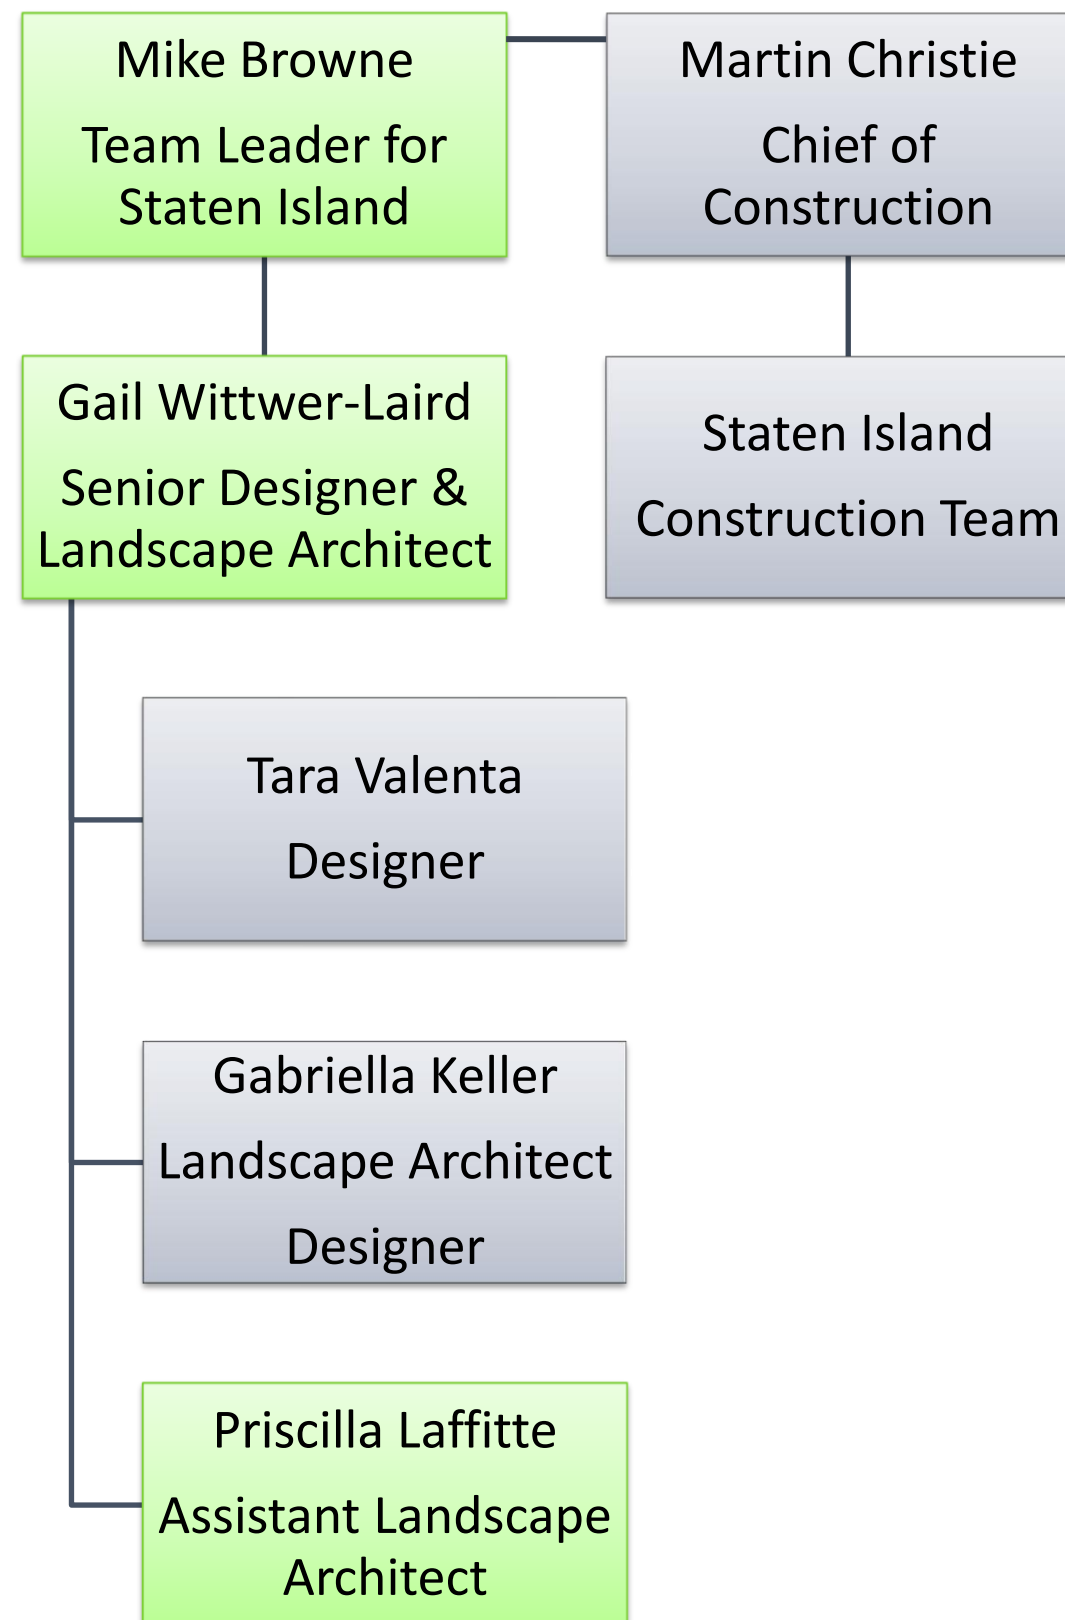 Mike Browne
Team Leader for
Staten Island
Martin Christie
Chief of
Construction
Gail Wittwer-Laird
Senior Designer &
Landscape Architect
Staten Island
Construction Team
Tara Valenta
Designer
Gabriella Keller
Landscape Architect
Designer
Priscilla Laffitte
Assistant Landscape
Architect